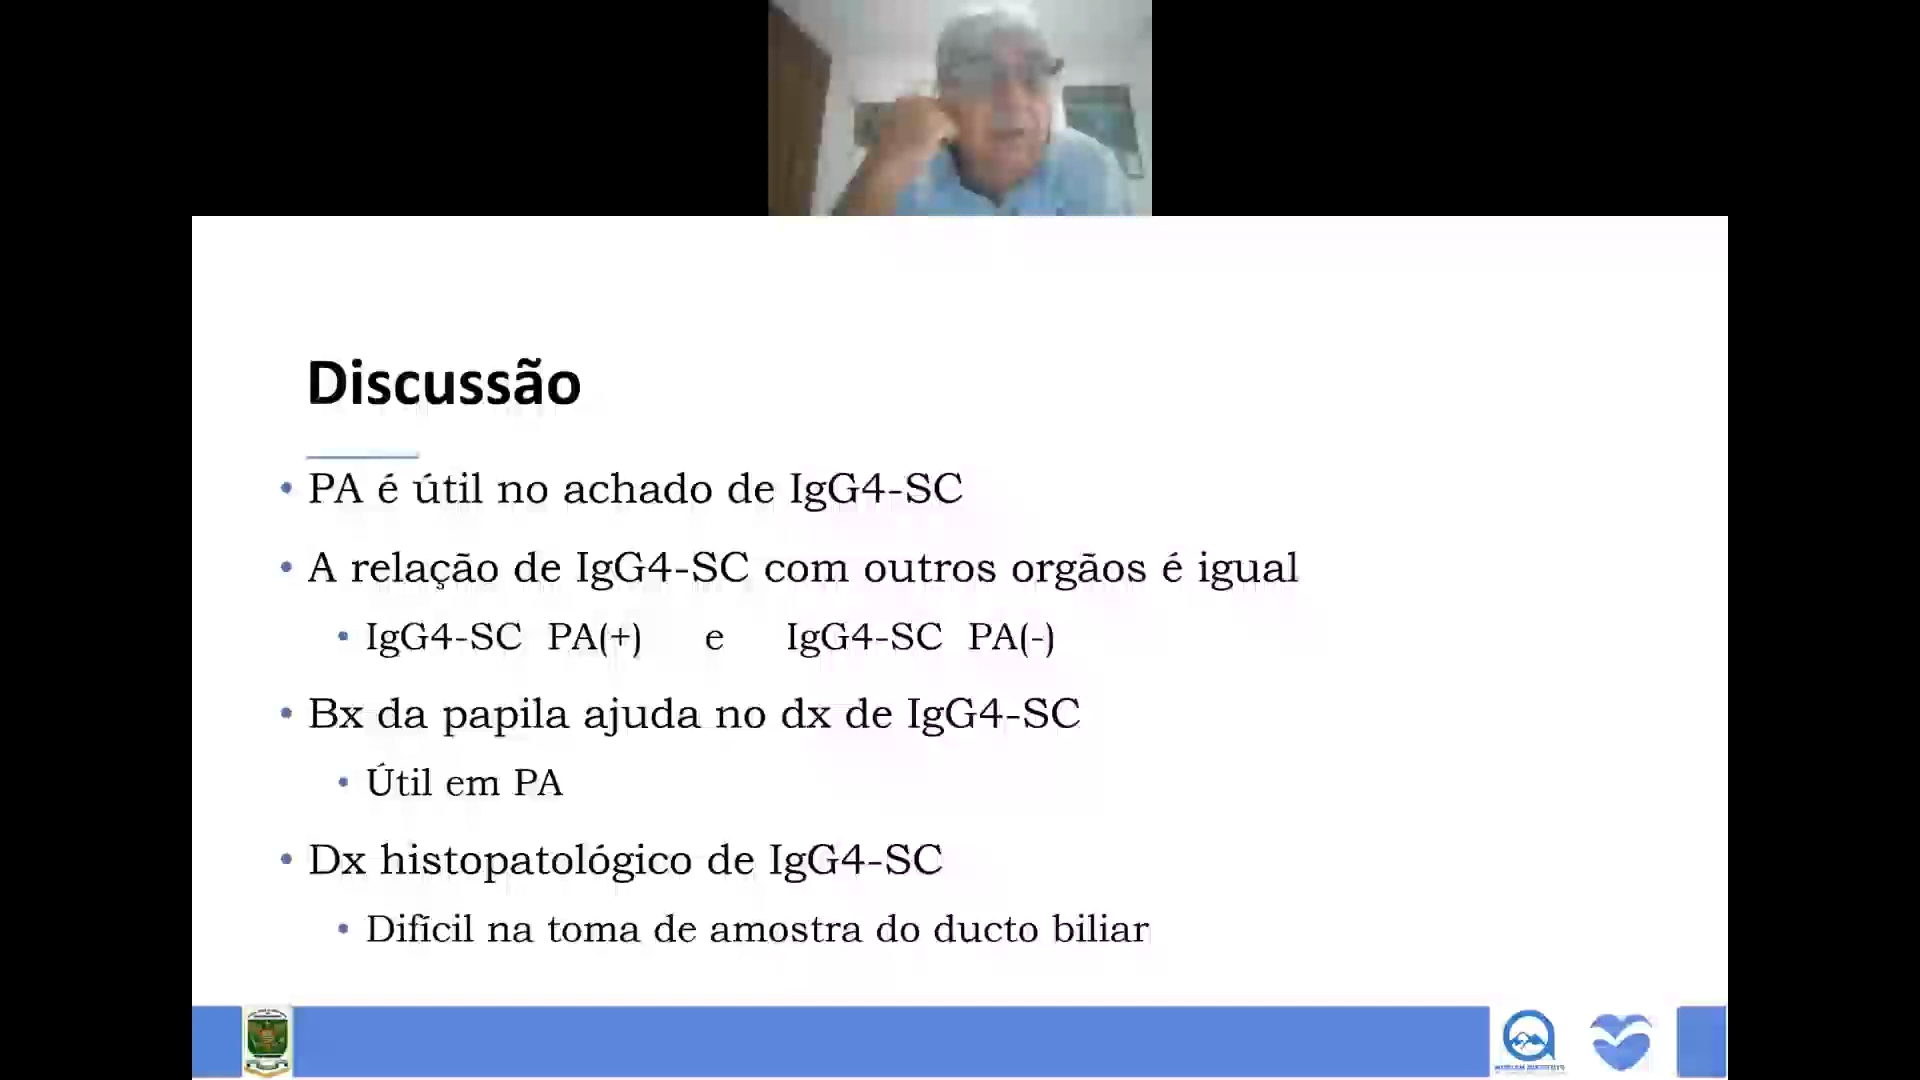 Discussão
• PA é útil no achado de IgG4-SC
• A relação de IgG4-SC com outros orgãos é igual
• IgG4-SC PA(+) e IgG4-SC PA(-)
• Bx da papila ajuda no dx de IgG4-SC
• Útil em PA
• Dx histopatológico de IgG4-SC
• Difícil na toma de amostra do ducto biliar